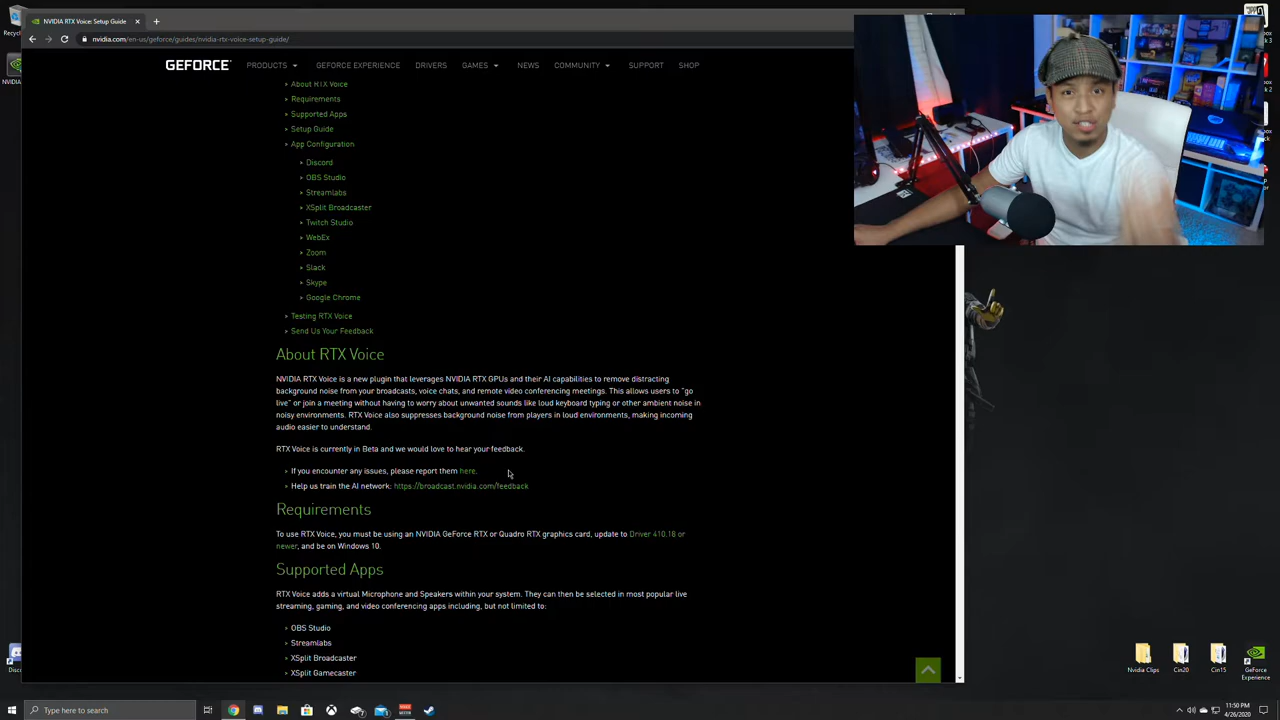 NVIDIA RTX Voice: Setup Guide
nvidia.com/en-us/geforce/guides/nvidia-rtx-voice-setup-guide/
GEFORCE
PRODUCTS
GEFORCE EXPERIENCE
DRIVERS
GAMES
NEWS
COMMUNITY
SUPPORT
SHOP
About RTX Voice
Requirements
Supported Apps
Setup Guide
App Configuration
Discord
OBS Studio
Streamlabs
XSplit Broadcaster
Twitch Studio
WebEx
Zoom
Slack
Skype
Google Chrome
Testing RTX Voice
Send Us Your Feedback
About RTX Voice
NVIDIA RTX Voice is a new plugin that leverages NVIDIA RTX GPUs and their AI capabilities to remove distracting
background noise from your broadcasts, voice chats, and remote video conferencing meetings. This allows users to "go
live" or join a meeting without having to worry about unwanted sounds like loud keyboard typing or other ambient noise in
noisy environments. RTX Voice also suppresses background noise from players in loud environments, making incoming
audio easier to understand.
RTX Voice is currently in Beta and we would love to hear your feedback.
If you encounter any issues, please report them here.
Help us train the AI network: https://broadcast.nvidia.com/feedback
Requirements
To use RTX Voice, you must be using an NVIDIA GeForce RTX or Quadro RTX graphics card, update to Driver 410.18 or
newer, and be on Windows 10.
Supported Apps
RTX Voice adds a virtual Microphone and Speakers within your system. They can then be selected in most popular live
streaming, gaming, and video conferencing apps including, but not limited to:
OBS Studio
Streamlabs
XSplit Broadcaster
XSplit Gamecaster
Nvidia Clips
Cin20
Cin15
GeForce
Experience
Type here to search
11:50 PM
4/26/2020